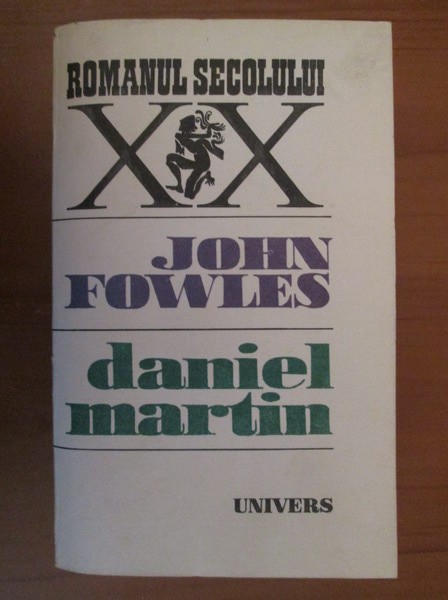 ROMANUL SECOLULUI
XX
JOHN
FOWLES
daniel
martin
UNIVERS